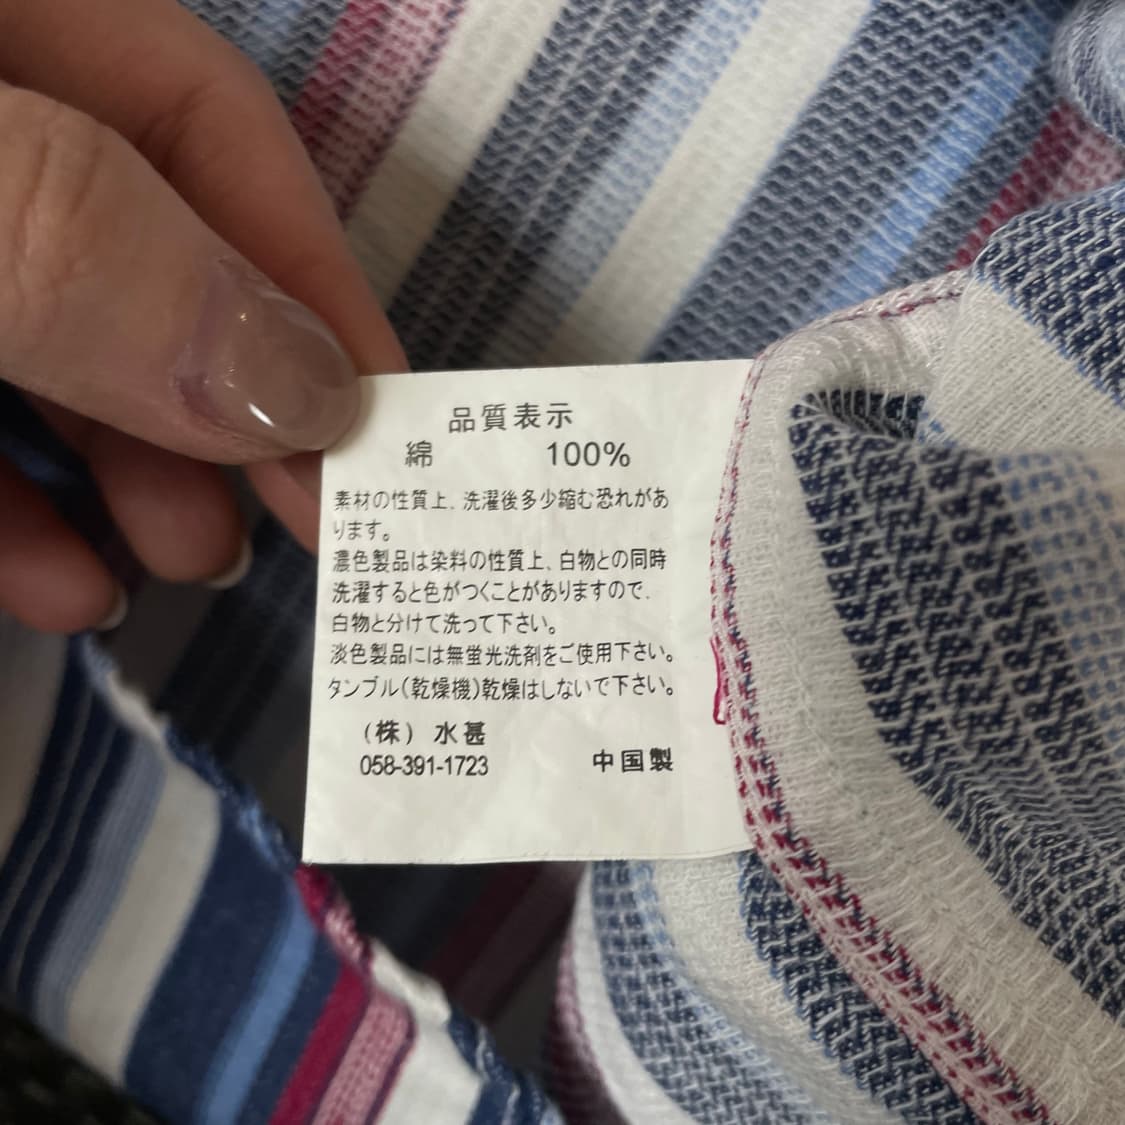 品質表示
綿 100%
素材の性質上、洗濯後多少縮む恐れがあ
ります。
濃色製品は染料の性質上、白物との同時
洗濯すると色がつくことがありますので、
白物と分けて洗って下さい。
淡色製品には無蛍光洗剤をご使用下さい。
タンブル(乾燥機)乾燥はしないで下さい。
(株) 水甚
058-391-1723 中国製